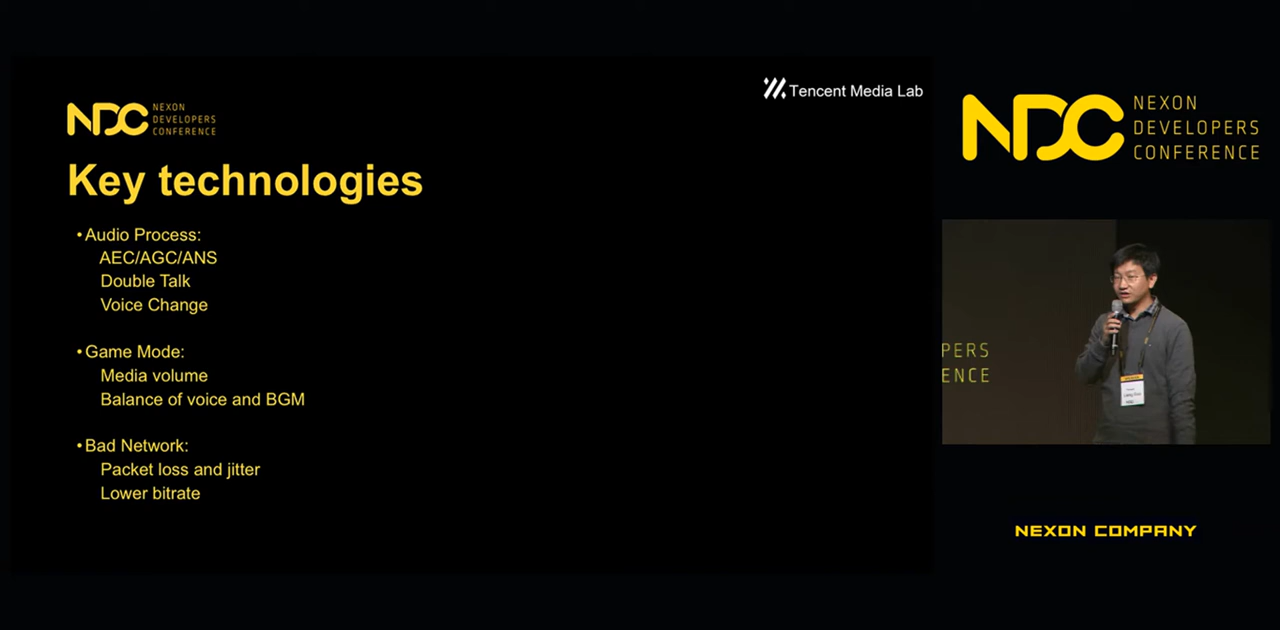 NDC NEXON DEVELOPERS CONFERENCE
Tencent Media Lab
Key technologies
• Audio Process:
AEC/AGC/ANS
Double Talk
Voice Change
• Game Mode:
Media volume
Balance of voice and BGM
• Bad Network:
Packet loss and jitter
Lower bitrate
NDC NEXON DEVELOPERS CONFERENCE
PERS
ENCE
NEXON COMPANY